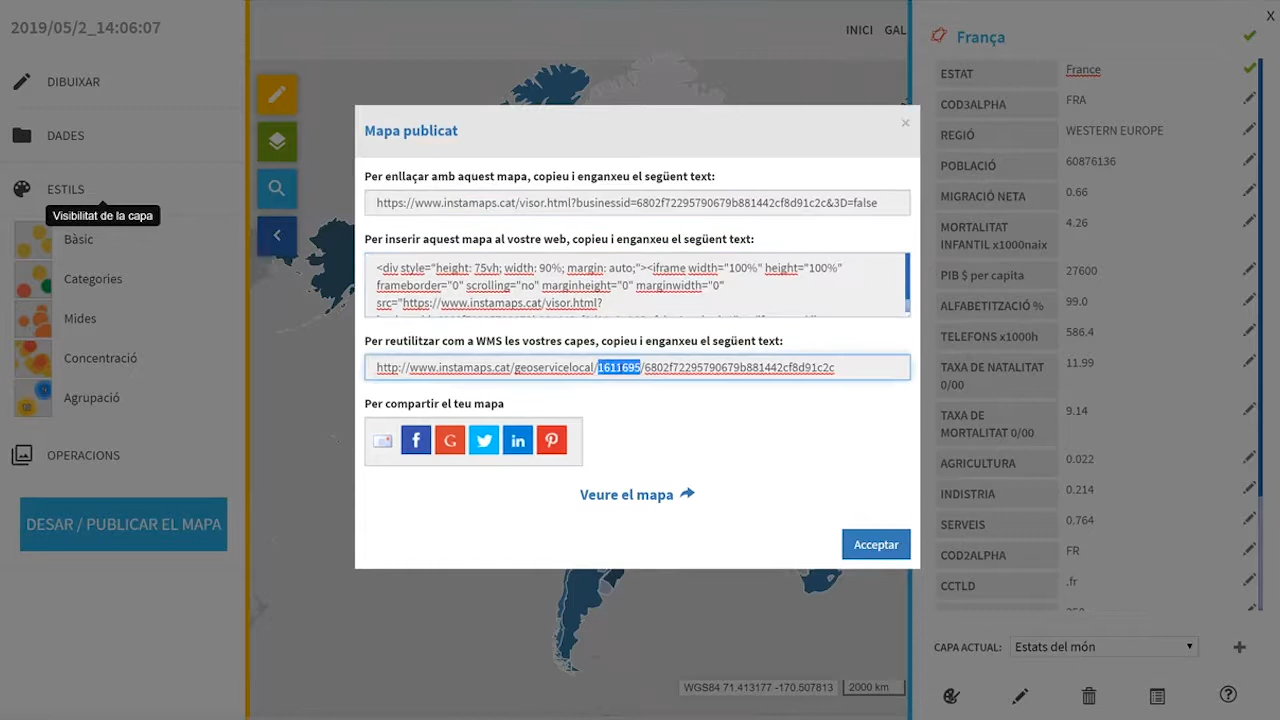 2019/05/2_14:06:07
DIBUIXAR
DADES
ESTILS
Visibilitat de la capa
Bàsic
Categories
Mides
Concentració
Agrupació
OPERACIONS
DESAR / PUBLICAR EL MAPA
INICI GAL
Mapa publicat
×
Per enllaçar amb aquest mapa, copieu i enganxeu el següent text:
https://www.instamaps.cat/visor.html?businessid=6802f72295790679b881442cf8d91c2c&3D=false
Per inserir aquest mapa al vostre web, copieu i enganxeu el següent text:
<div style="height: 75vh; width: 90%; margin: auto;"><iframe width="100%" height="100%"
frameborder="0" scrolling="no" marginheight="0" marginwidth="0"
src="https://www.instamaps.cat/visor.html?
Per reutilitzar com a WMS les vostres capes, copieu i enganxeu el següent text:
http://www.instamaps.cat/geoservicelocal/1611695/6802f72295790679b881442cf8d91c2c
Per compartir el teu mapa
f G in
Veure el mapa
Acceptar
WGS84 71.413177 -170.507813
2000 km
X
França
ESTAT France
COD3ALPHA FRA
REGIÓ WESTERN EUROPE
POBLACIÓ 60876136
MIGRACIÓ NETA 0.66
MORTALITAT 4.26
INFANTIL x1000naix
PIB $ per capita 27600
ALFABETITZACIÓ % 99.0
TELEFONS x1000h 586.4
TAXA DE NATALITAT 11.99
0/00
TAXA DE 9.14
MORTALITAT 0/00
AGRICULTURA 0.022
INDISTRIA 0.214
SERVEIS 0.764
COD2ALPHA FR
CCTLD .fr
CAPA ACTUAL: Estats del món